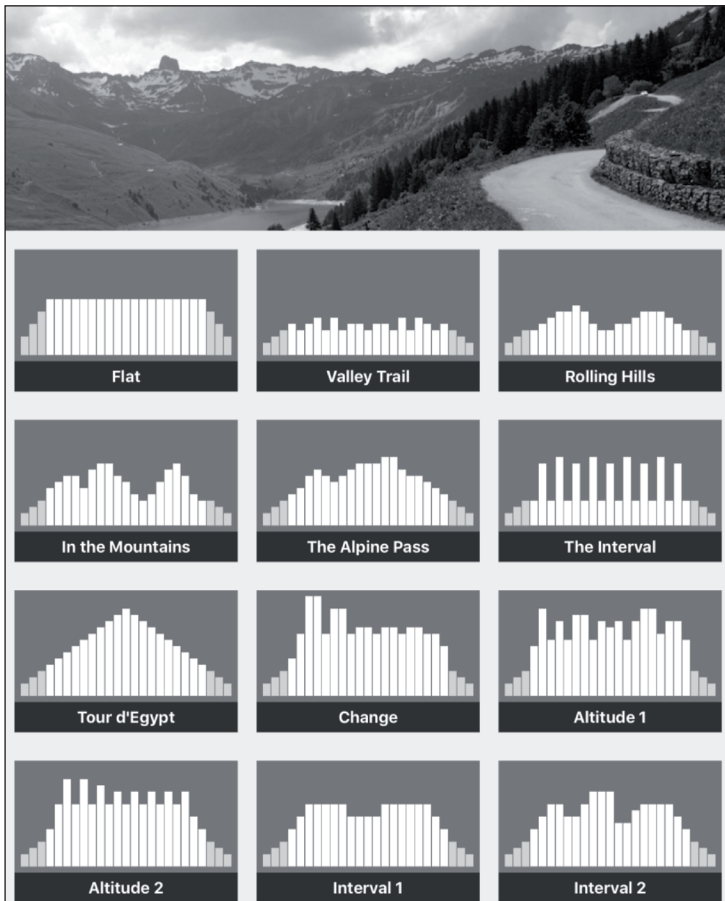 Flat
Valley Trail
Rolling Hills
In the Mountains
The Alpine Pass
The Interval
Tour d'Egypt
Change
Altitude 1
Altitude 2
Interval 1
Interval 2